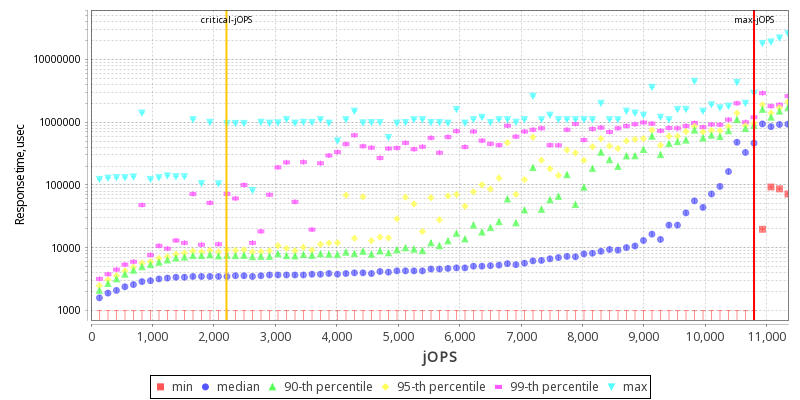 critical-jOPS
max-jOPS
Response time, usec
10000000
1000000
100000
10000
1000
0
1,000
2,000
3,000
4,000
5,000
6,000
7,000
8,000
9,000
10,000
11,000
jOPS
min
median
90-th percentile
95-th percentile
99-th percentile
max